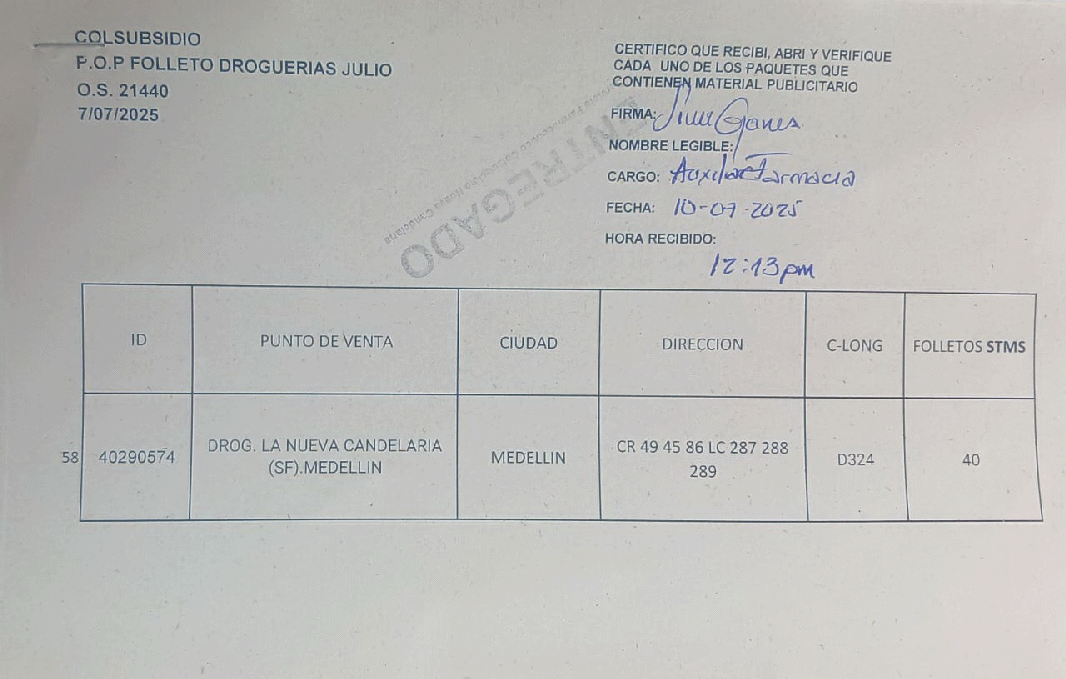 COLSUBSIDIO
P.O.P FOLLETO DROGUERIAS JULIO
O.S. 21440
7/07/2025
CERTIFICO QUE RECIBI, ABRI Y VERIFIQUE
CADA UNO DE LOS PAQUETES QUE
CONTIENEN MATERIAL PUBLICITARIO
FIRMA:
NOMBRE LEGIBLE:
CARGO: Auxiliar Farmacia
FECHA: 10-07-2025
HORA RECIBIDO:
12:13pm
ENTREGADO
ID PUNTO DE VENTA CIUDAD DIRECCION C-LONG FOLLETOS STMS
58 40290574 DROG. LA NUEVA CANDELARIA (SF).MEDELLIN MEDELLIN CR 49 45 86 LC 287 288 289 D324 40